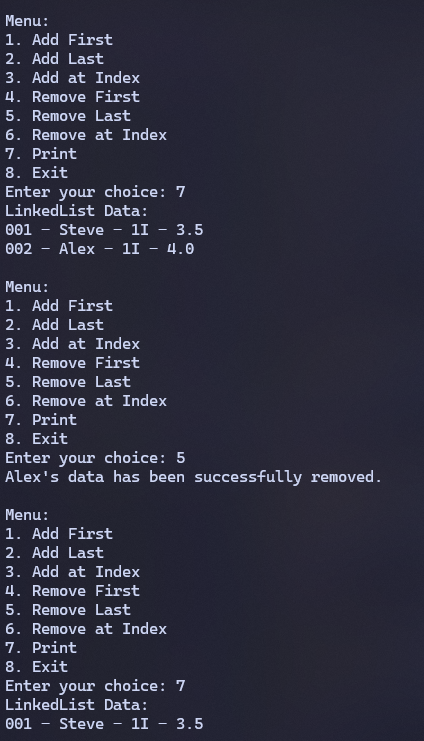 Menu:
1. Add First
2. Add Last
3. Add at Index
4. Remove First
5. Remove Last
6. Remove at Index
7. Print
8. Exit
Enter your choice: 7
LinkedList Data:
001 - Steve - 1I - 3.5
002 - Alex - 1I - 4.0
Menu:
1. Add First
2. Add Last
3. Add at Index
4. Remove First
5. Remove Last
6. Remove at Index
7. Print
8. Exit
Enter your choice: 5
Alex's data has been successfully removed.
Menu:
1. Add First
2. Add Last
3. Add at Index
4. Remove First
5. Remove Last
6. Remove at Index
7. Print
8. Exit
Enter your choice: 7
LinkedList Data:
001 - Steve - 1I - 3.5